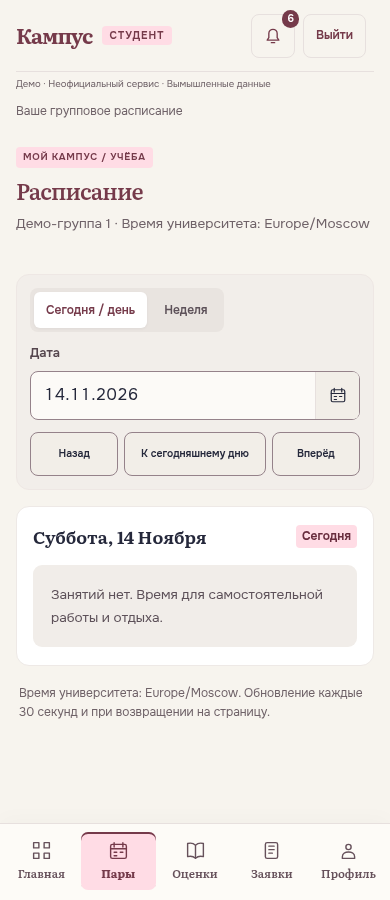 Кампус СТУДЕНТ 6 Выйти
Демо · Неофициальный сервис · Вымышленные данные
Ваше групповое расписание
МОЙ КАМПУС / УЧЁБА
Расписание
Демо-группа 1 · Время университета: Europe/Moscow
Сегодня / день Неделя
Дата
14.11.2026
Назад К сегодняшнему дню Вперёд
Суббота, 14 Ноября Сегодня
Занятий нет. Время для самостоятельной
работы и отдыха.
Время университета: Europe/Moscow. Обновление каждые
30 секунд и при возвращении на страницу.
Главная Пары Оценки Заявки Профиль